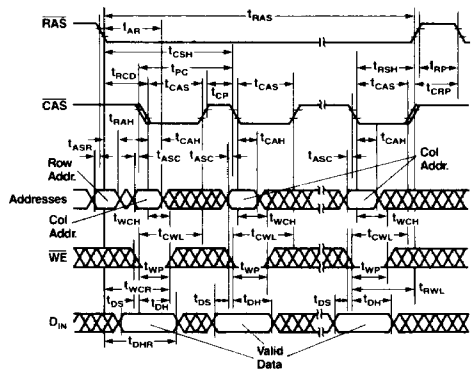 RAS
tRAS
tAR
tCSH
tRSH
tRP
tPC
tRCD
tCAS
tCP
tCAS
tCAS
tCRP
CAS
tRAH
tCAH
tCAH
tCAH
tASR
tASC
tASC
tASC
Row
Addr.
Col
Addr.
Addresses
Col
Addr.
tWCH
tWCH
tWCH
tCWL
tCWL
tCWL
WE
tWP
tWP
tWP
tWCR
tRWL
tDS
tDH
tDS
tDH
tDS
tDH
DIN
tDHR
Valid
Data